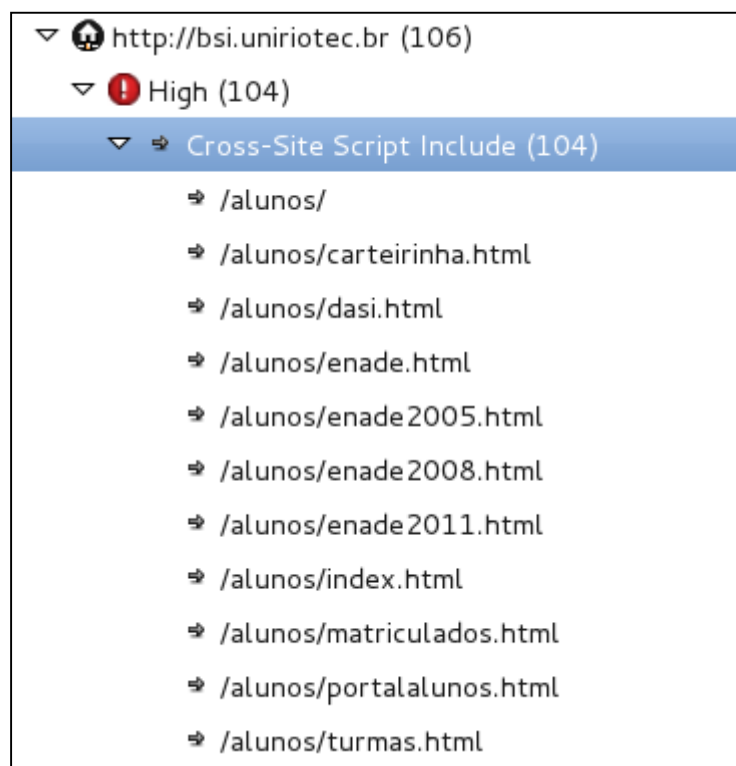 http://bsi.uniriotec.br (106)
High (104)
Cross-Site Script Include (104)
/alunos/
/alunos/carteirinha.html
/alunos/dasi.html
/alunos/enade.html
/alunos/enade2005.html
/alunos/enade2008.html
/alunos/enade2011.html
/alunos/index.html
/alunos/matriculados.html
/alunos/portalalunos.html
/alunos/turmas.html